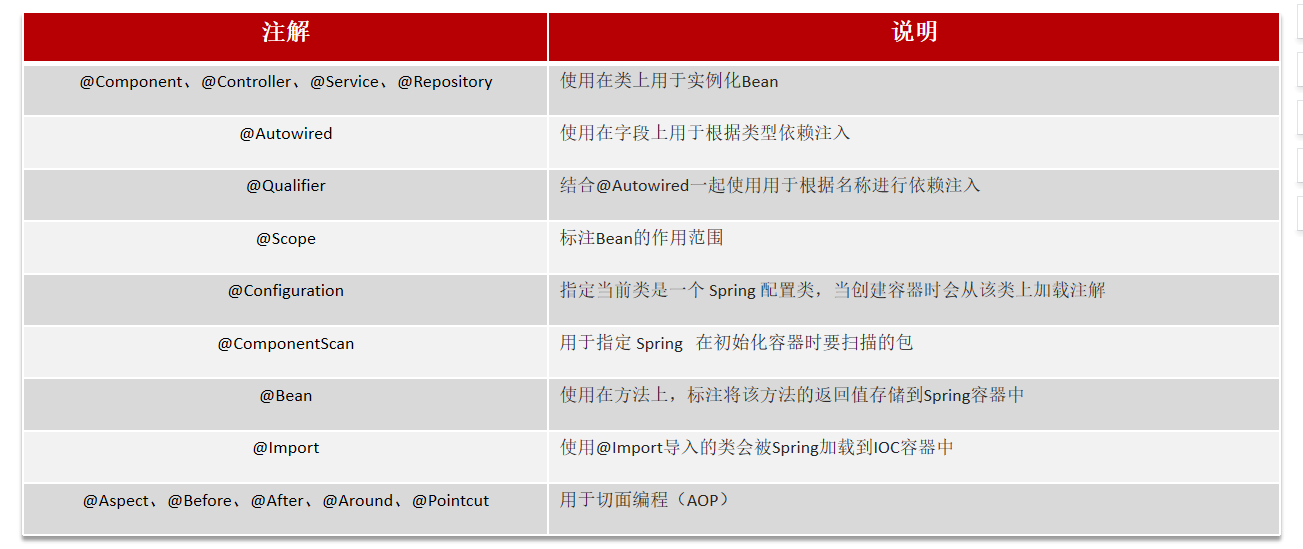 注解 说明
@Component、@Controller、@Service、@Repository 使用在类上用于实例化Bean
@Autowired 使用在字段上用于根据类型依赖注入
@Qualifier 结合@Autowired一起使用用于根据名称进行依赖注入
@Scope 标注Bean的作用范围
@Configuration 指定当前类是一个 Spring 配置类，当创建容器时会从该类上加载注解
@ComponentScan 用于指定 Spring 在初始化容器时要扫描的包
@Bean 使用在方法上，标注将该方法的返回值存储到Spring容器中
@Import 使用@Import导入的类会被Spring加载到IOC容器中
@Aspect、@Before、@After、@Around、@Pointcut 用于切面编程（AOP）